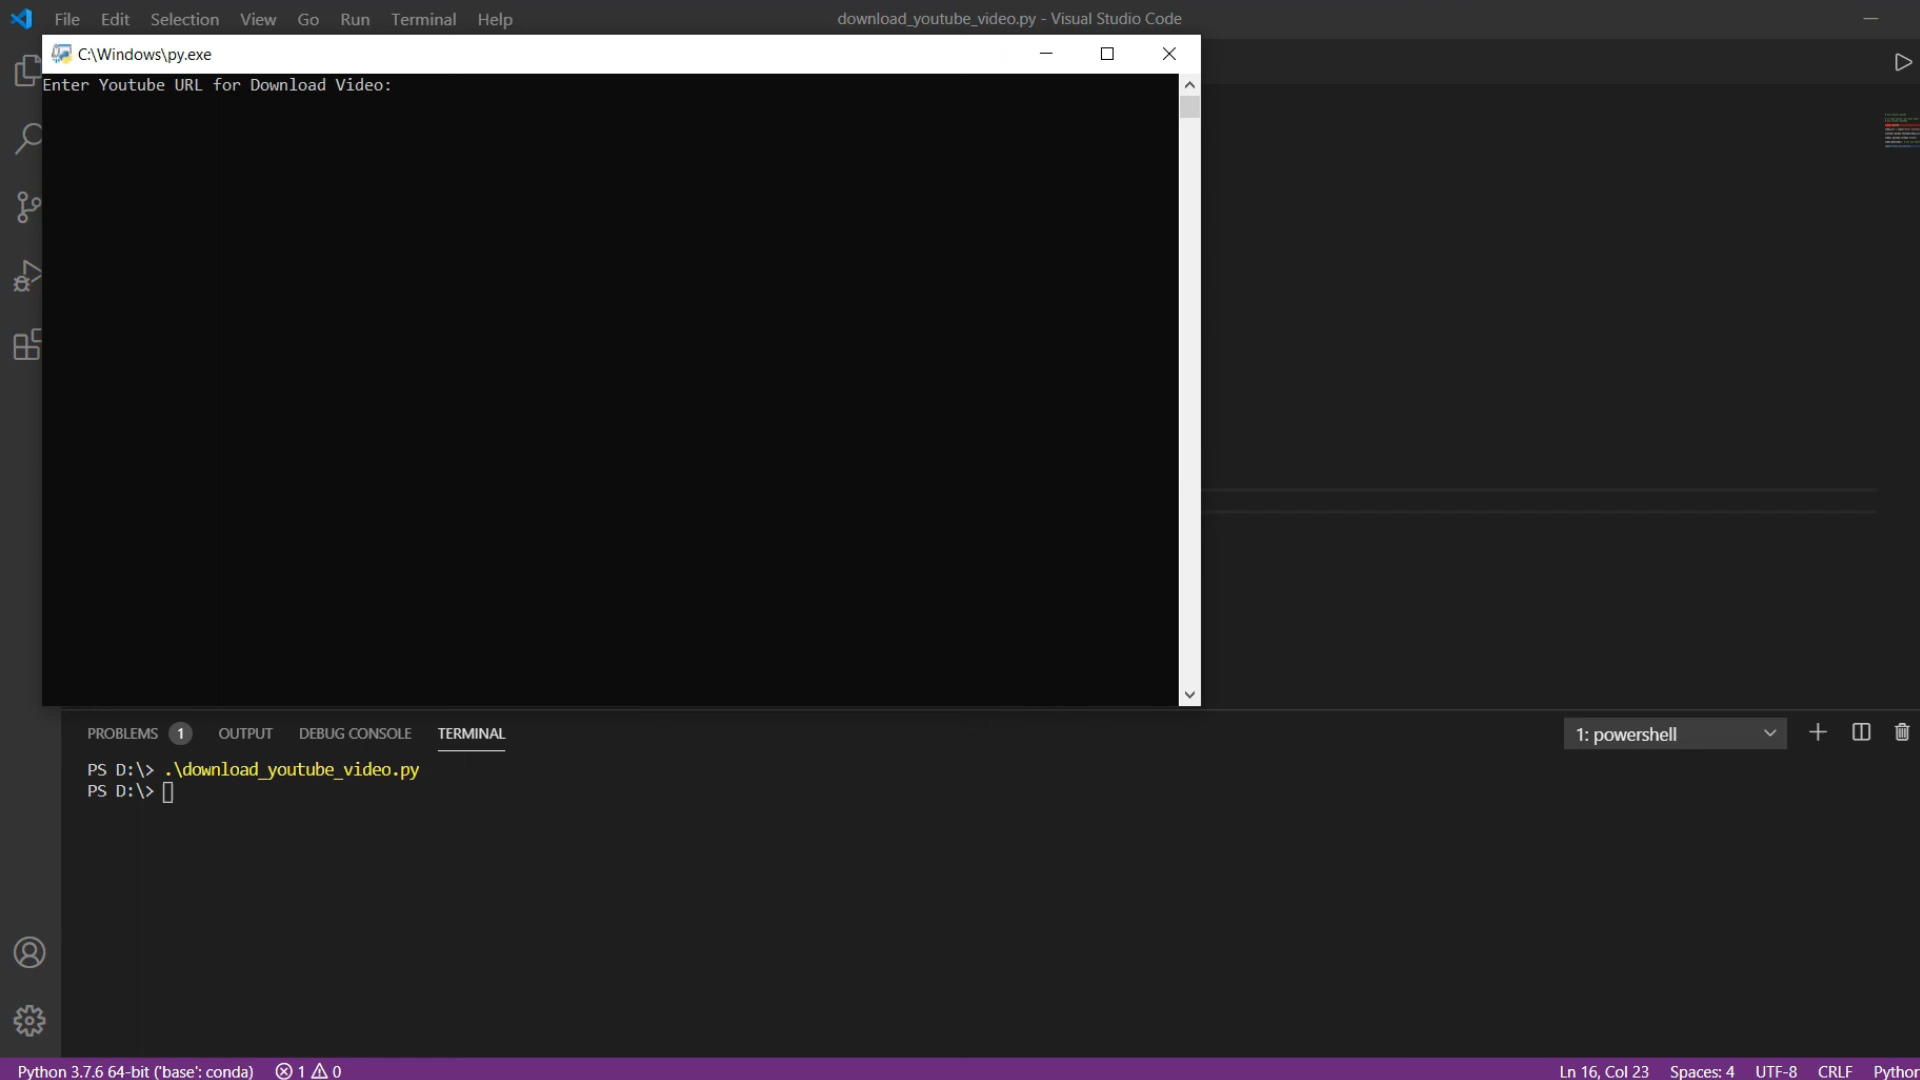 File Edit Selection View Go Run Terminal Help
download_youtube_video.py - Visual Studio Code
C:\Windows\py.exe
Enter Youtube URL for Download Video:
PROBLEMS 1 OUTPUT DEBUG CONSOLE TERMINAL
1: powershell
PS D:\> .\download_youtube_video.py
PS D:\>
Python 3.7.6 64-bit ('base': conda) 1 0
Ln 16, Col 23 Spaces: 4 UTF-8 CRLF Python